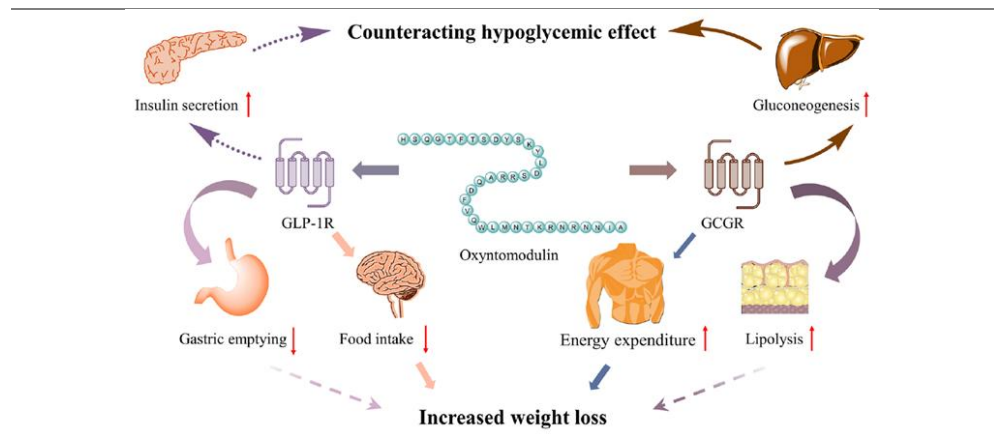 Counteracting hypoglycemic effect
Insulin secretion
Gluconeogenesis
HSQGTFTSDYSKYLDSRRAQDFVQWLMNTKRNRNNIA
GLP-1R
Oxyntomodulin
GCGR
Gastric emptying
Food intake
Energy expenditure
Lipolysis
Increased weight loss